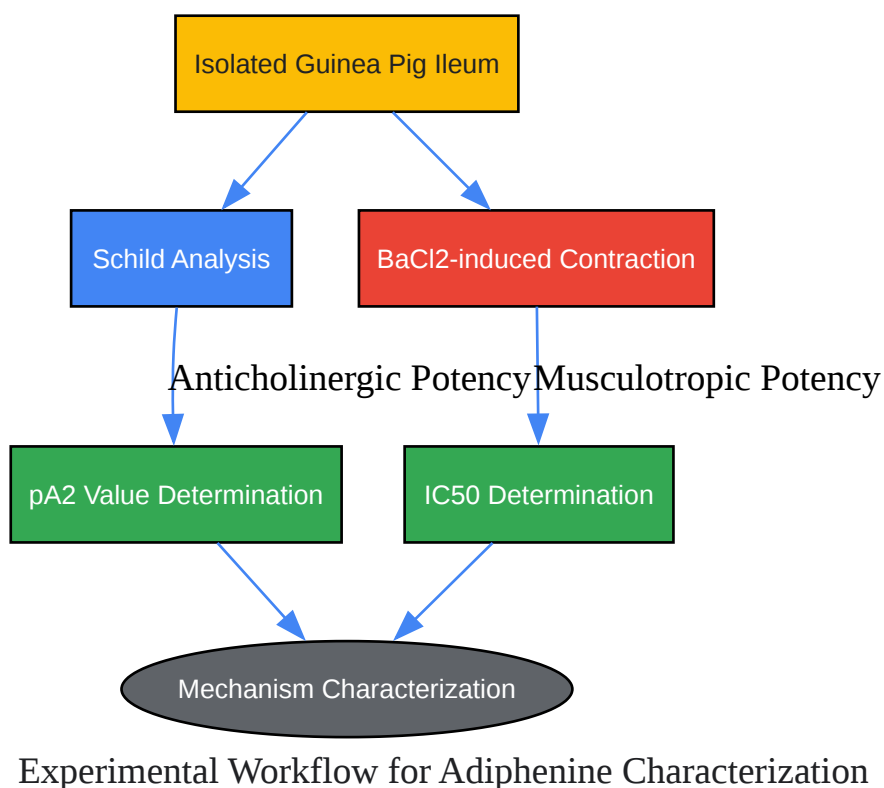 Isolated Guinea Pig Ileum
Schild Analysis
BaCl2-induced Contraction
Anticholinergic Potency
Musculotropic Potency
pA2 Value Determination
IC50 Determination
Mechanism Characterization
Experimental Workflow for Adiphenine Characterization